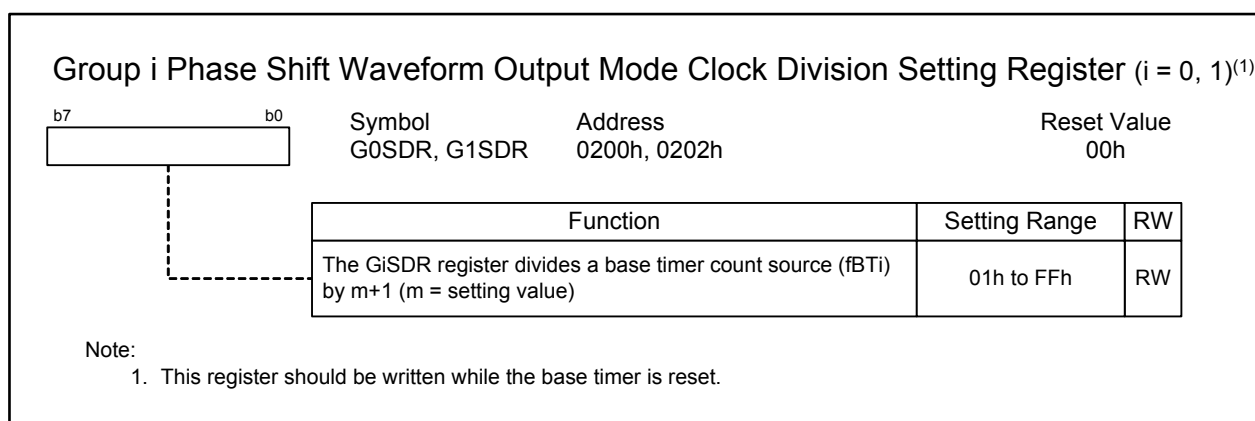 Group i Phase Shift Waveform Output Mode Clock Division Setting Register (i = 0, 1)(1)
b7 b0 Symbol Address Reset Value
G0SDR, G1SDR 0200h, 0202h 00h
Function Setting Range RW
The GiSDR register divides a base timer count source (fBTi)
by m+1 (m = setting value) 01h to FFh RW
Note:
1. This register should be written while the base timer is reset.